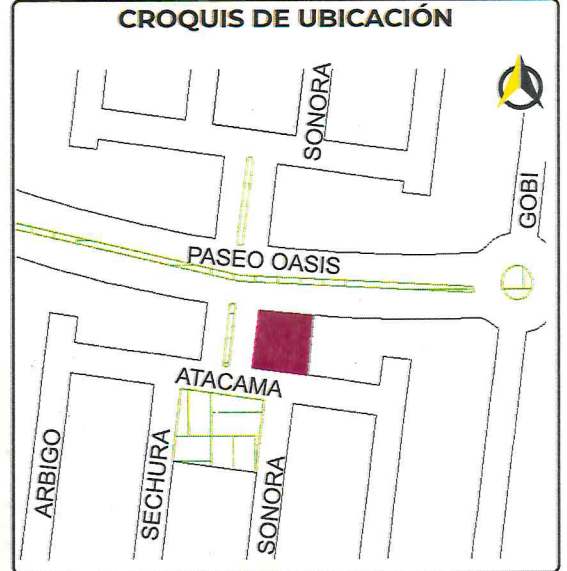 CROQUIS DE UBICACIÓN
SONORA
GOBI
PASEO OASIS
ATACAMA
ARBIGO
SECHURA
SONORA